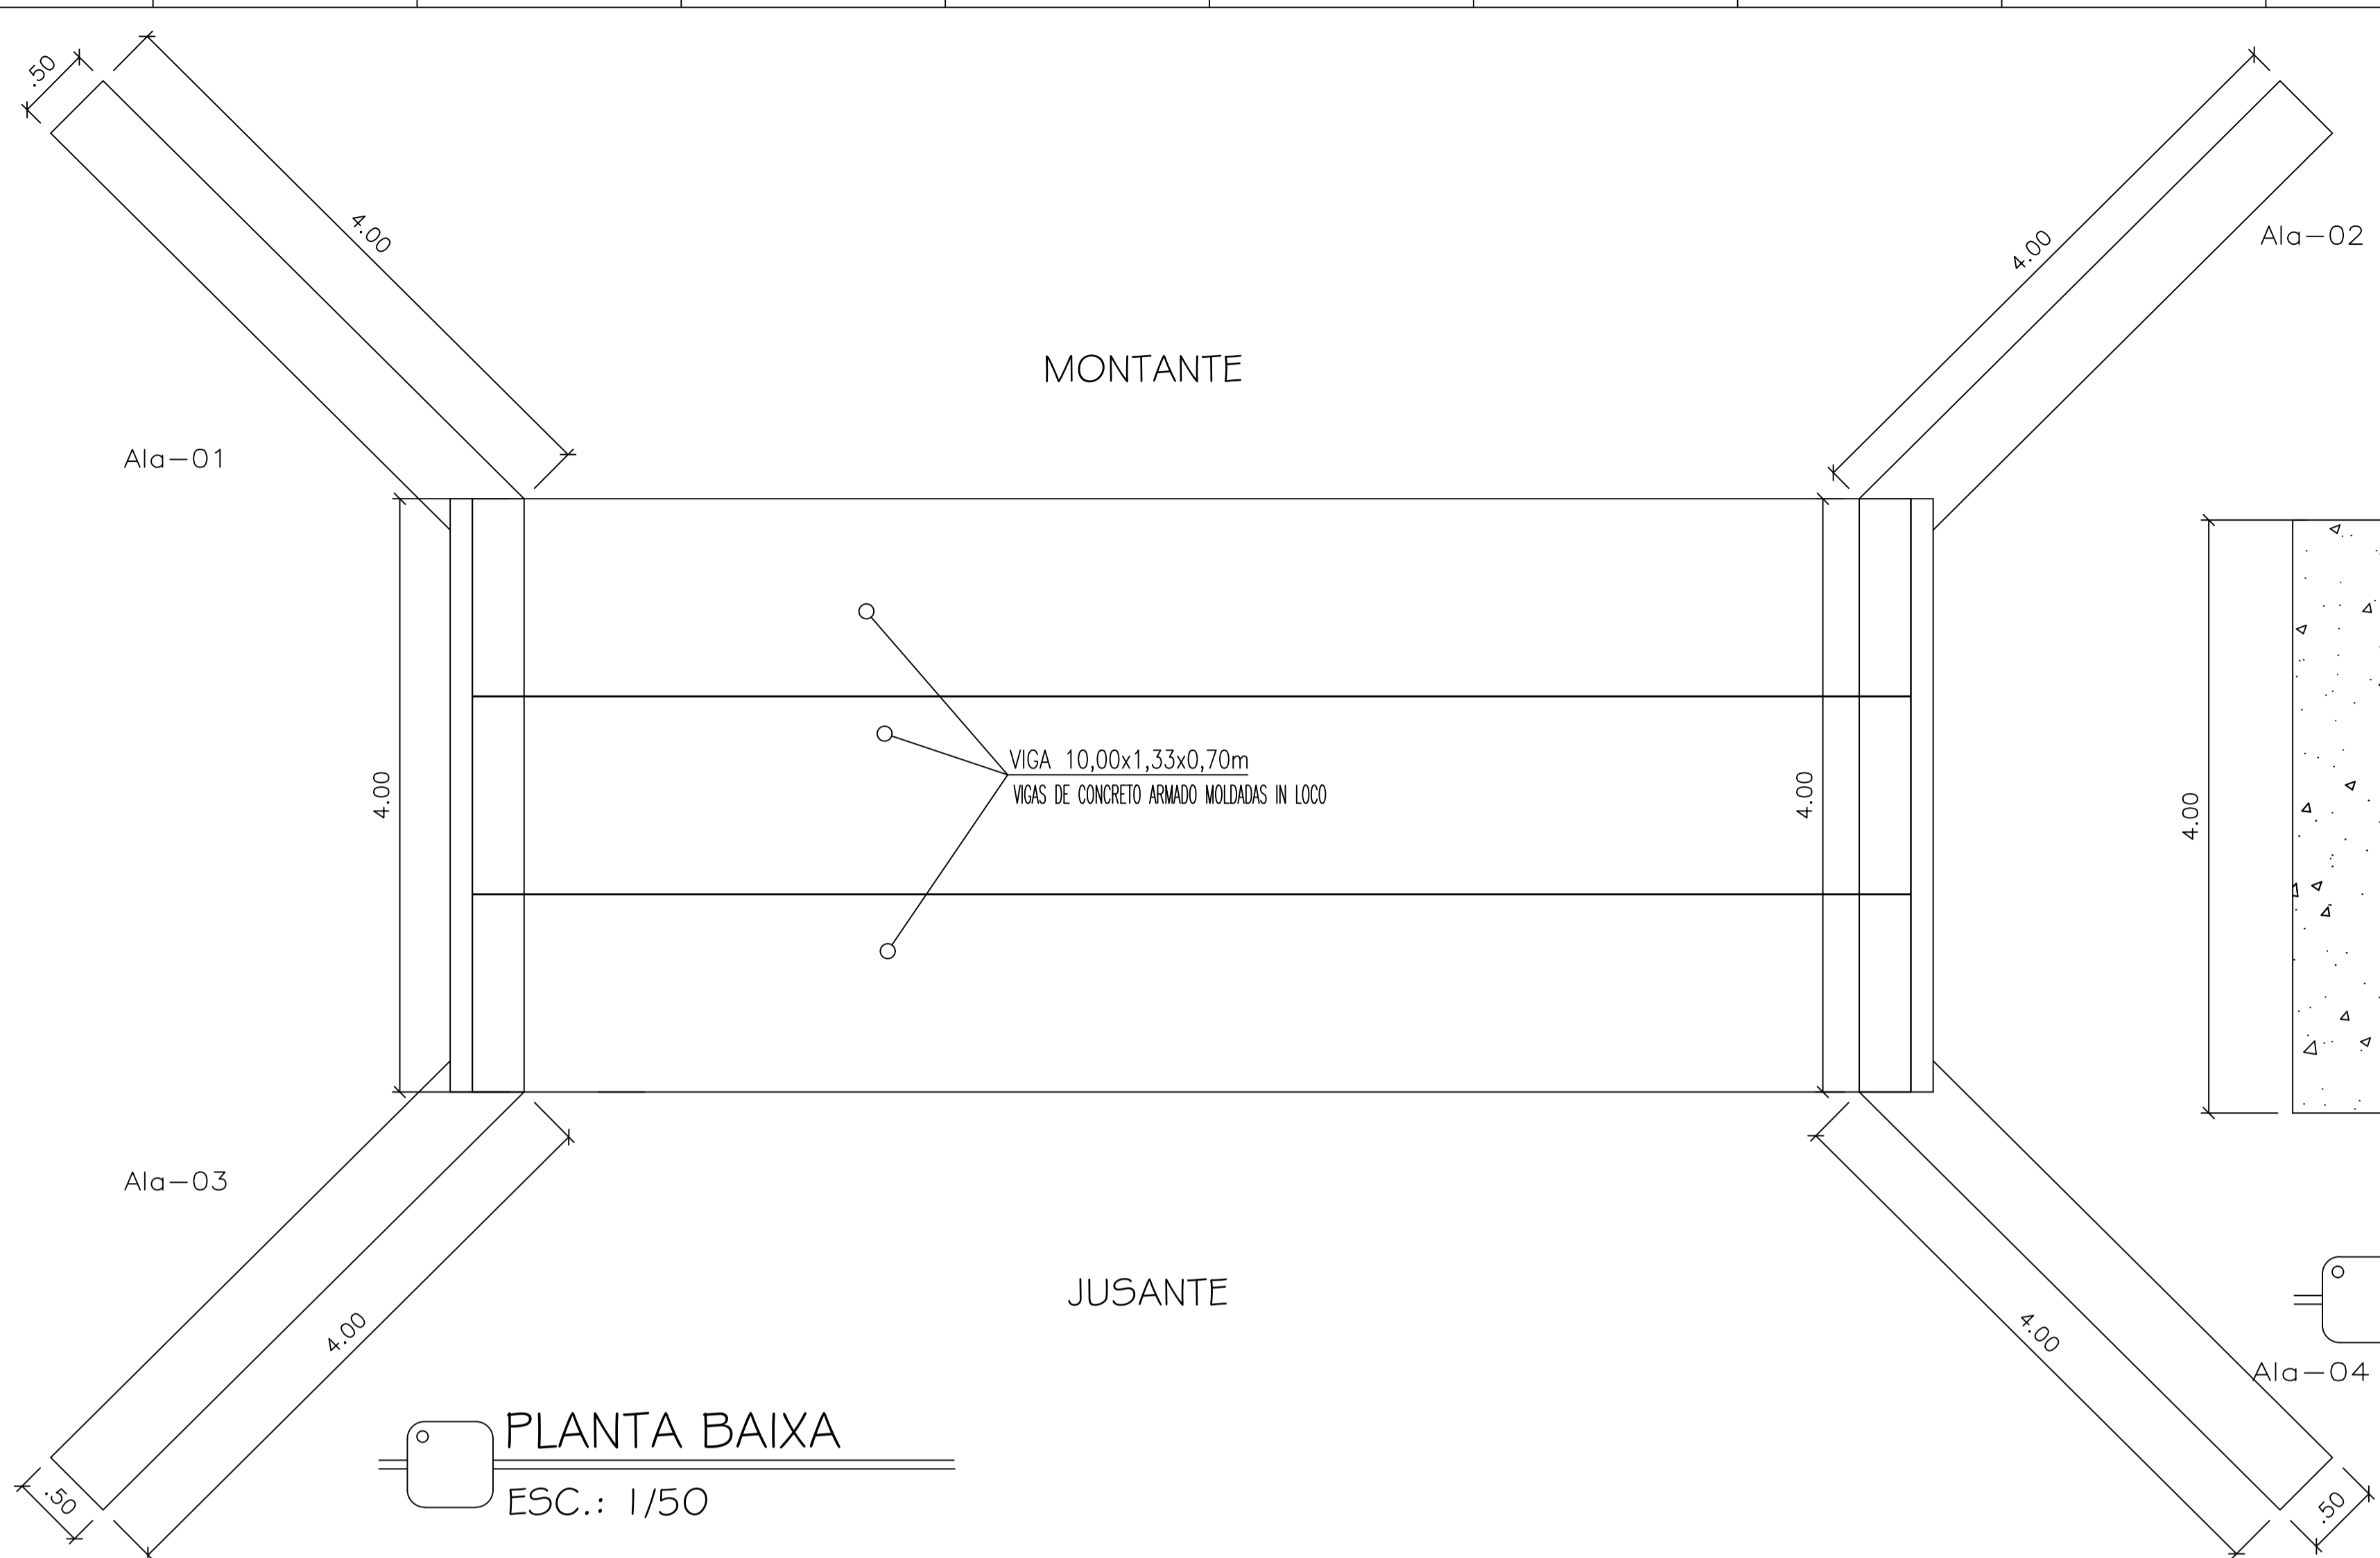 .50
4.00
4.00
Ala-02
MONTANTE
Ala-01
VIGA 10,00x1,33x0,70m
VIGAS DE CONCRETO ARMADO MOLDADAS IN LOCO
4.00
4.00
4.00
Ala-03
JUSANTE
4.00
4.00
Ala-04
PLANTA BAIXA
ESC.: 1/50
.50
.50